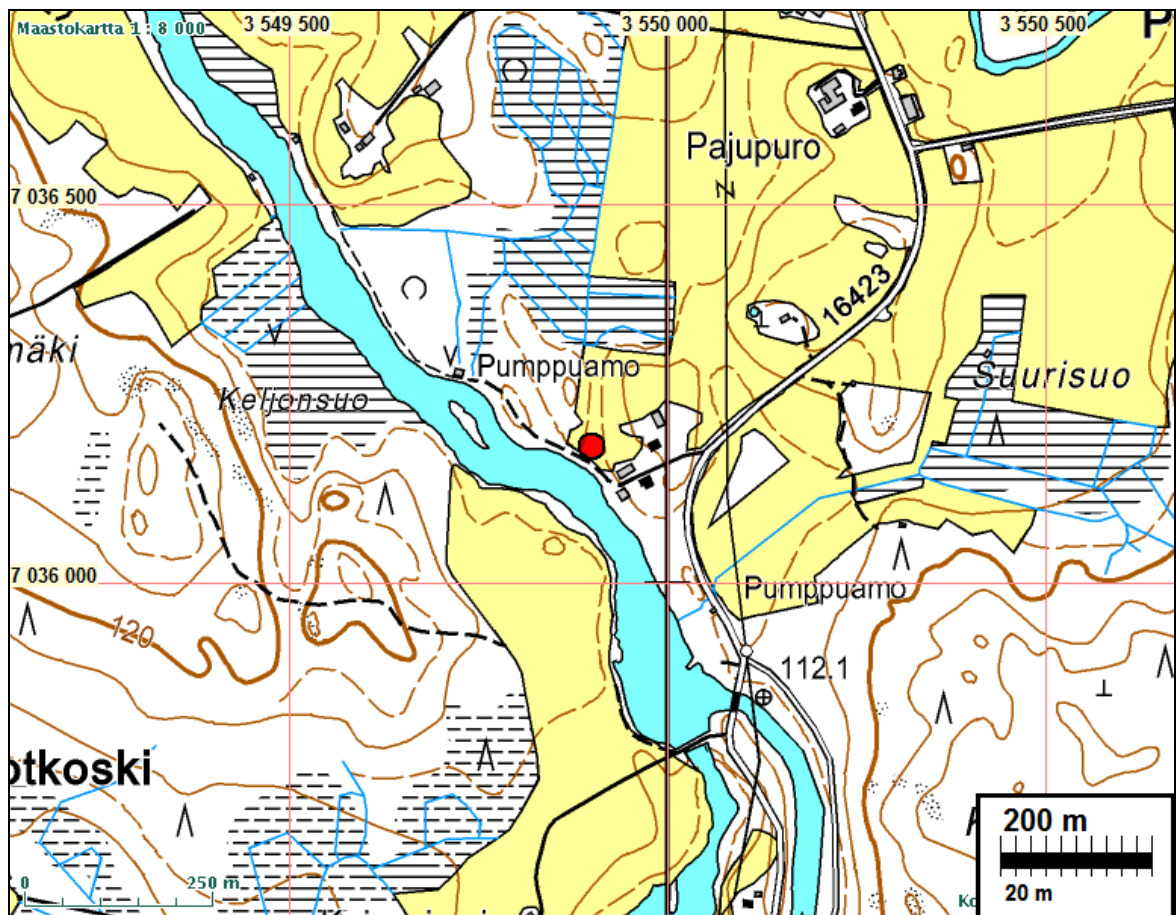 Maastokartta 1 : 8 000
3 549 500
3 550 000
3 550 500
P
Pajupuro
7 036 500
16423
mäki
Pumppuamo
Suurisuo
Keljonsuo
7 036 000
Pumppuamo
120
112.1
otkoski
200 m
20 m
0 250 m
Ko